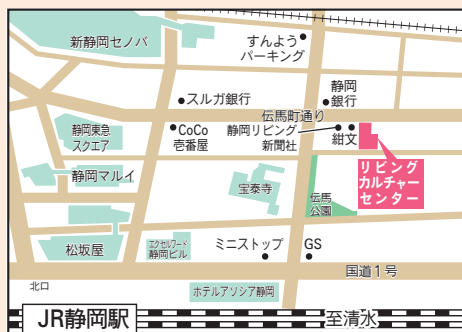 新静岡セノバ
すんよう
パーキング
静岡
銀行
スルガ銀行
伝馬町通り
静岡東急
スクエア
CoCo
壱番屋
静岡リビング
新聞社
紺文
リビング
カルチャー
センター
静岡マルイ
宝泰寺
伝馬
公園
松坂屋
エクセルワード
静岡ビル
ミニストップ
GS
国道1号
北口
ホテルアソシア静岡
JR静岡駅
至清水